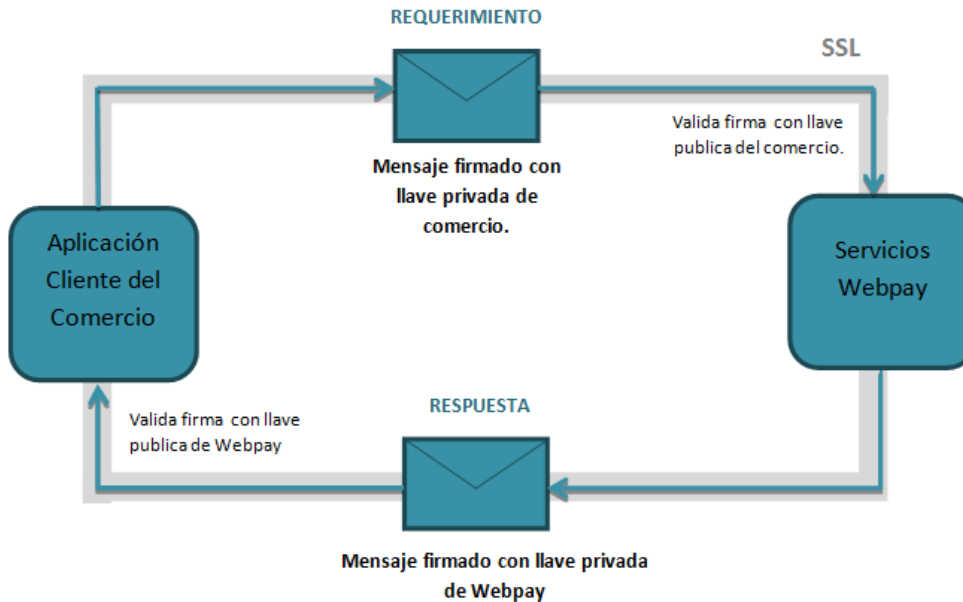 REQUERIMIENTO
SSL
Valida firma con llave
publica del comercio.
Mensaje firmado con
llave privada de
comercio.
Aplicación
Cliente del
Comercio
Servicios
Webpay
RESPUESTA
Valida firma con llave
publica de Webpay
Mensaje firmado con llave privada
de Webpay